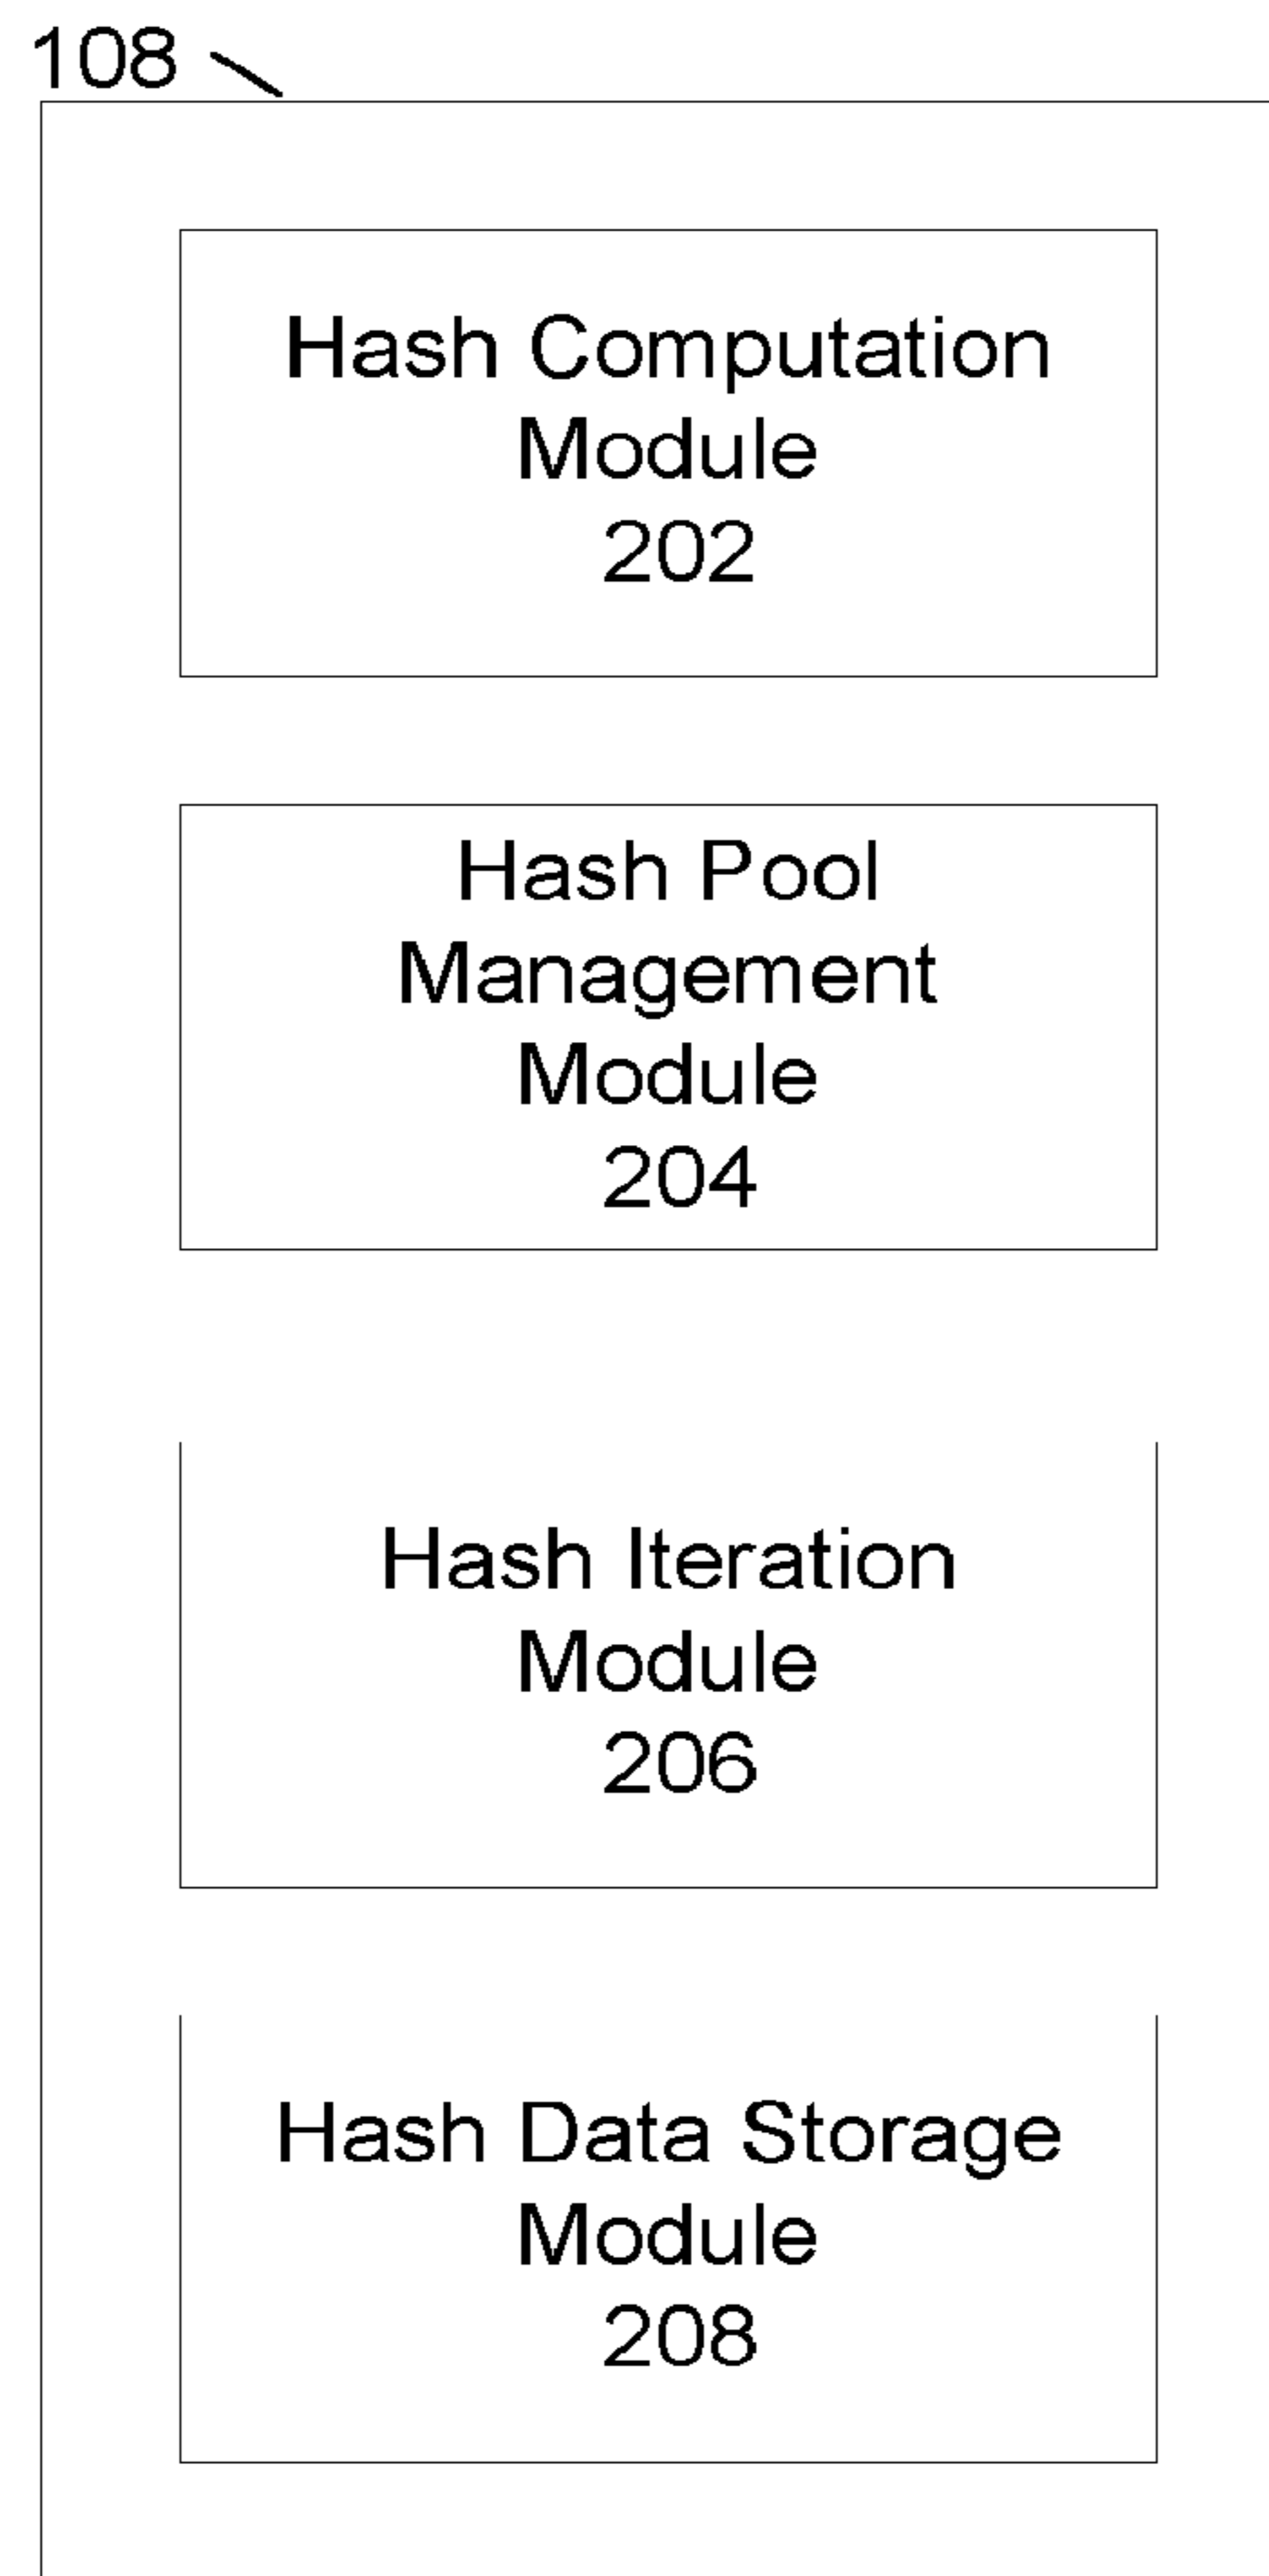 108
Hash Computation
Module
202
Hash Pool
Management
Module
204
Hash Iteration
Module
206
Hash Data Storage
Module
208